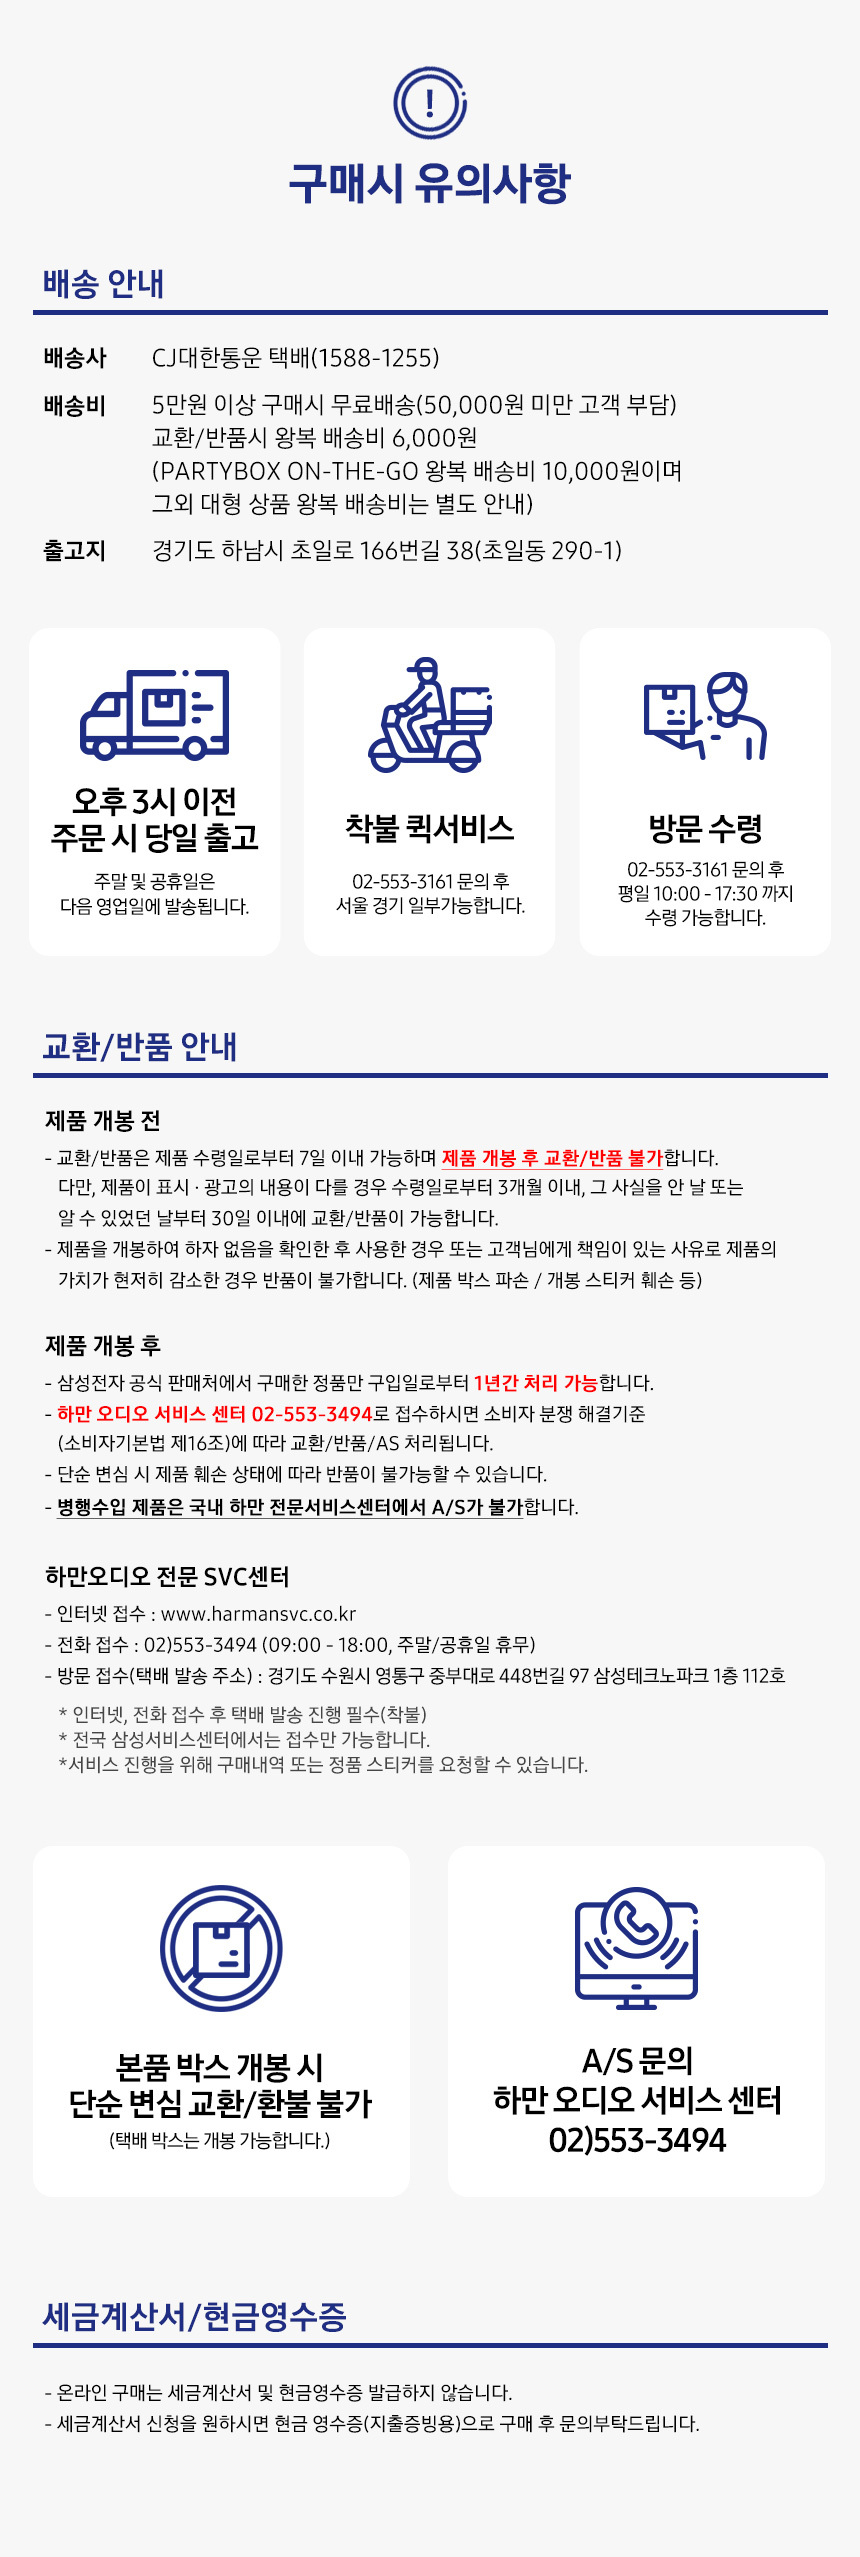 !
구매시 유의사항
배송 안내
배송사 CJ대한통운 택배(1588-1255)
배송비 5만원 이상 구매시 무료배송(50,000원 미만 고객 부담)
교환/반품시 왕복 배송비 6,000원
(PARTYBOX ON-THE-GO 왕복 배송비 10,000원이며
그외 대형 상품 왕복 배송비는 별도 안내)
출고지 경기도 하남시 초일로 166번길 38(초일동 290-1)
오후 3시 이전
주문 시 당일 출고
주말 및 공휴일은
다음 영업일에 발송됩니다.
착불 퀵서비스
02-553-3161 문의 후
서울 경기 일부가능합니다.
방문 수령
02-553-3161 문의 후
평일 10:00 - 17:30 까지
수령 가능합니다.
교환/반품 안내
제품 개봉 전
- 교환/반품은 제품 수령일로부터 7일 이내 가능하며 제품 개봉 후 교환/반품 불가합니다.
다만, 제품이 표시 · 광고의 내용이 다를 경우 수령일로부터 3개월 이내, 그 사실을 안 날 또는
알 수 있었던 날부터 30일 이내에 교환/반품이 가능합니다.
- 제품을 개봉하여 하자 없음을 확인한 후 사용한 경우 또는 고객님에게 책임이 있는 사유로 제품의
가치가 현저히 감소한 경우 반품이 불가합니다. (제품 박스 파손 / 개봉 스티커 훼손 등)
제품 개봉 후
- 삼성전자 공식 판매처에서 구매한 정품만 구입일로부터 1년간 처리 가능합니다.
- 하만 오디오 서비스 센터 02-553-3494로 접수하시면 소비자 분쟁 해결기준
(소비자기본법 제16조)에 따라 교환/반품/AS 처리됩니다.
- 단순 변심 시 제품 훼손 상태에 따라 반품이 불가능할 수 있습니다.
- 병행수입 제품은 국내 하만 전문서비스센터에서 A/S가 불가합니다.
하만오디오 전문 SVC센터
- 인터넷 접수 : www.harmansvc.co.kr
- 전화 접수 : 02)553-3494 (09:00 - 18:00, 주말/공휴일 휴무)
- 방문 접수(택배 발송 주소) : 경기도 수원시 영통구 중부대로 448번길 97 삼성테크노파크 1층 112호
* 인터넷, 전화 접수 후 택배 발송 진행 필수(착불)
* 전국 삼성서비스센터에서는 접수만 가능합니다.
*서비스 진행을 위해 구매내역 또는 정품 스티커를 요청할 수 있습니다.
본품 박스 개봉 시
단순 변심 교환/환불 불가
(택배 박스는 개봉 가능합니다.)
A/S 문의
하만 오디오 서비스 센터
02)553-3494
세금계산서/현금영수증
- 온라인 구매는 세금계산서 및 현금영수증 발급하지 않습니다.
- 세금계산서 신청을 원하시면 현금 영수증(지출증빙용)으로 구매 후 문의부탁드립니다.